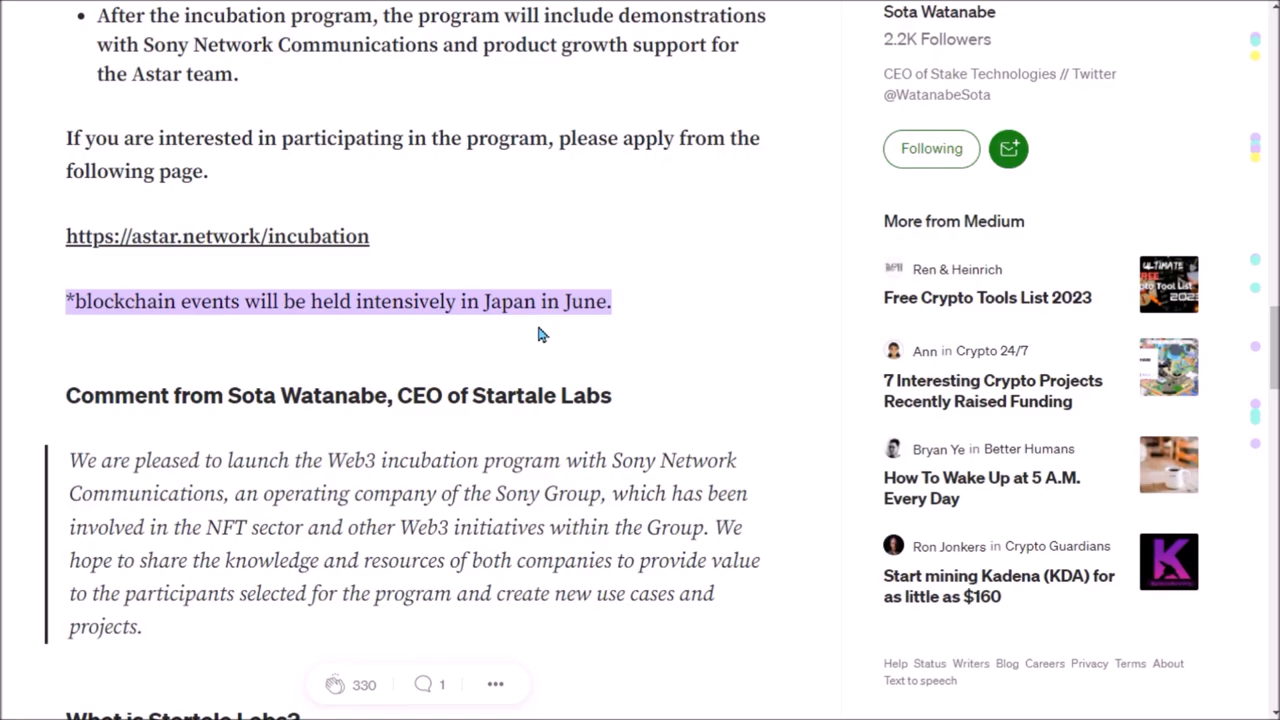 • After the incubation program, the program will include demonstrations
with Sony Network Communications and product growth support for
the Astar team.
If you are interested in participating in the program, please apply from the
following page.
https://astar.network/incubation
*blockchain events will be held intensively in Japan in June.
Comment from Sota Watanabe, CEO of Startale Labs
We are pleased to launch the Web3 incubation program with Sony Network
Communications, an operating company of the Sony Group, which has been
involved in the NFT sector and other Web3 initiatives within the Group. We
hope to share the knowledge and resources of both companies to provide value
to the participants selected for the program and create new use cases and
projects.
330
1
What is Startale Labs?
Sota Watanabe
2.2K Followers
CEO of Stake Technologies // Twitter
@WatanabeSota
Following
More from Medium
Ren & Heinrich
Free Crypto Tools List 2023
ULTIMATE
FREE
Crypto Tool List
2023
Ann in Crypto 24/7
7 Interesting Crypto Projects
Recently Raised Funding
Bryan Ye in Better Humans
How To Wake Up at 5 A.M.
Every Day
Ron Jonkers in Crypto Guardians
Start mining Kadena (KDA) for
as little as $160
Help Status Writers Blog Careers Privacy Terms About
Text to speech